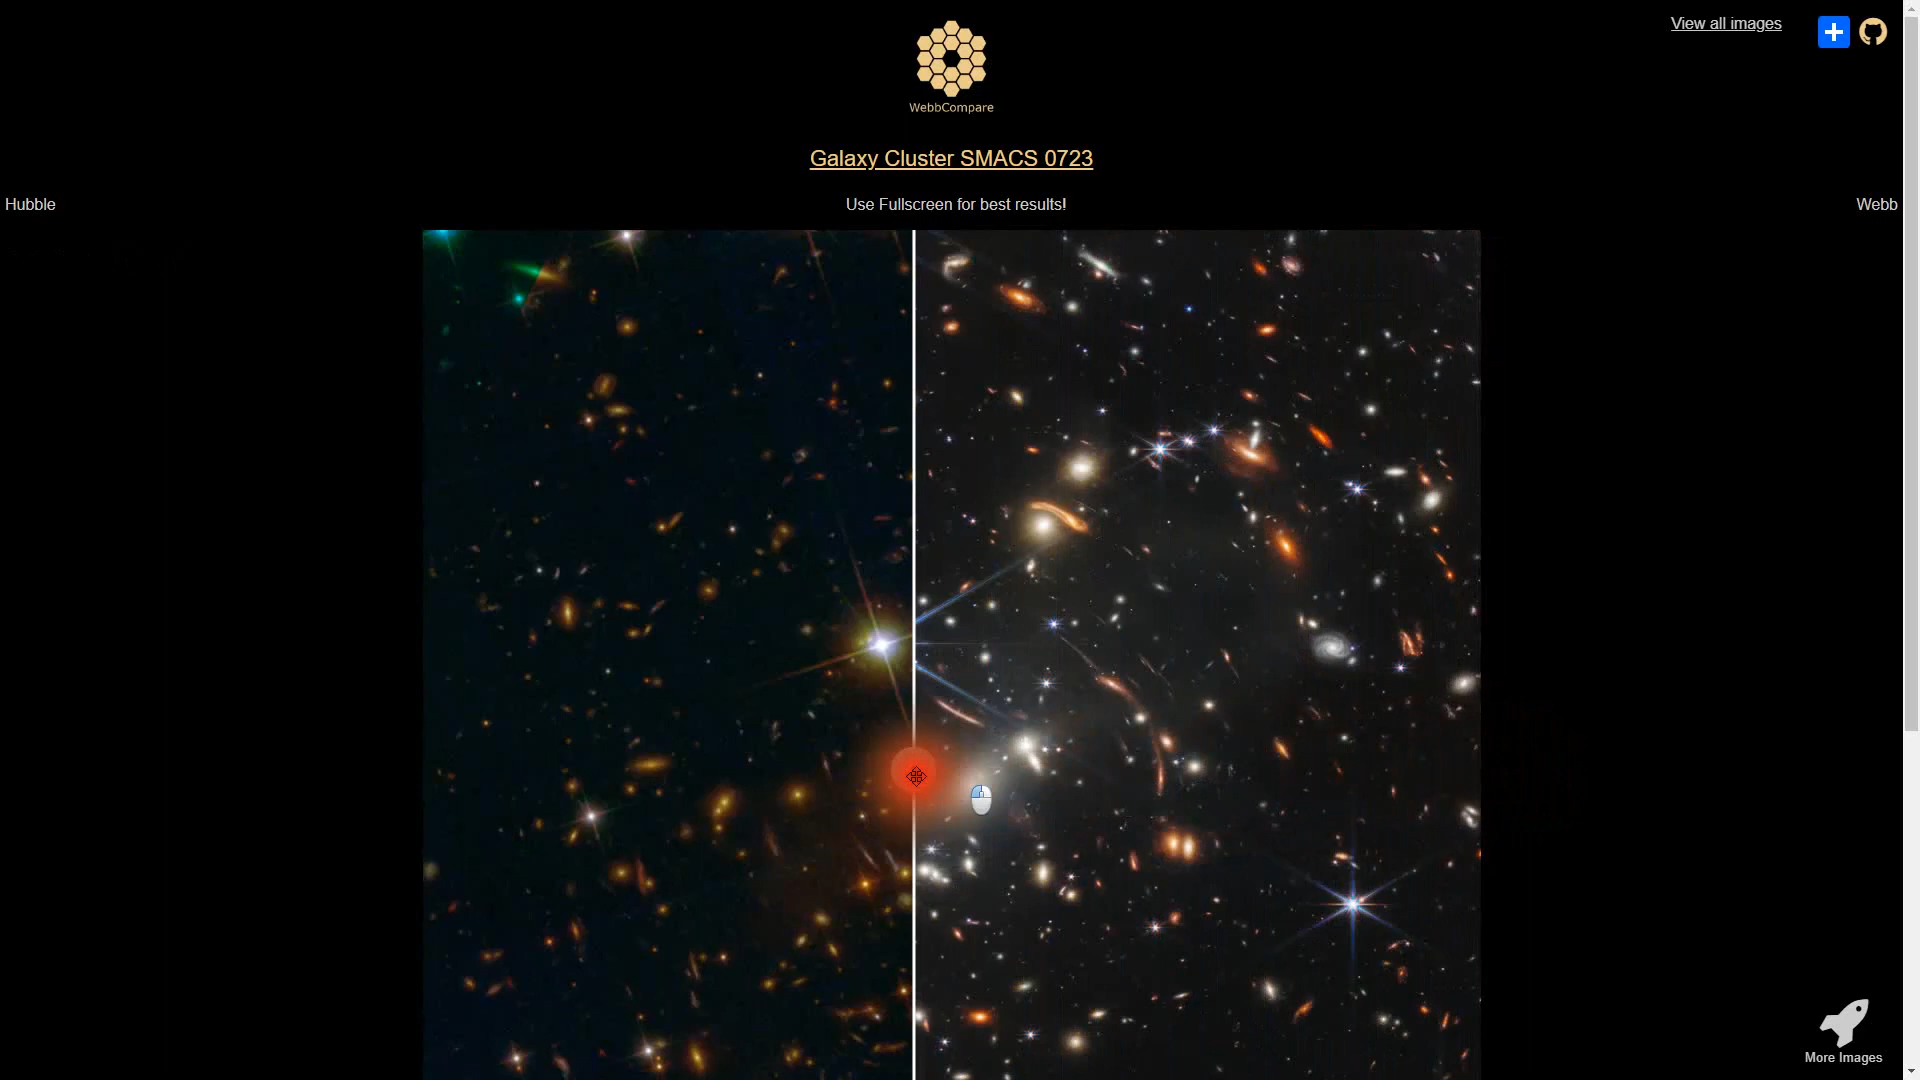 View all images
WebbCompare
Galaxy Cluster SMACS 0723
Hubble
Use Fullscreen for best results!
Webb
More Images